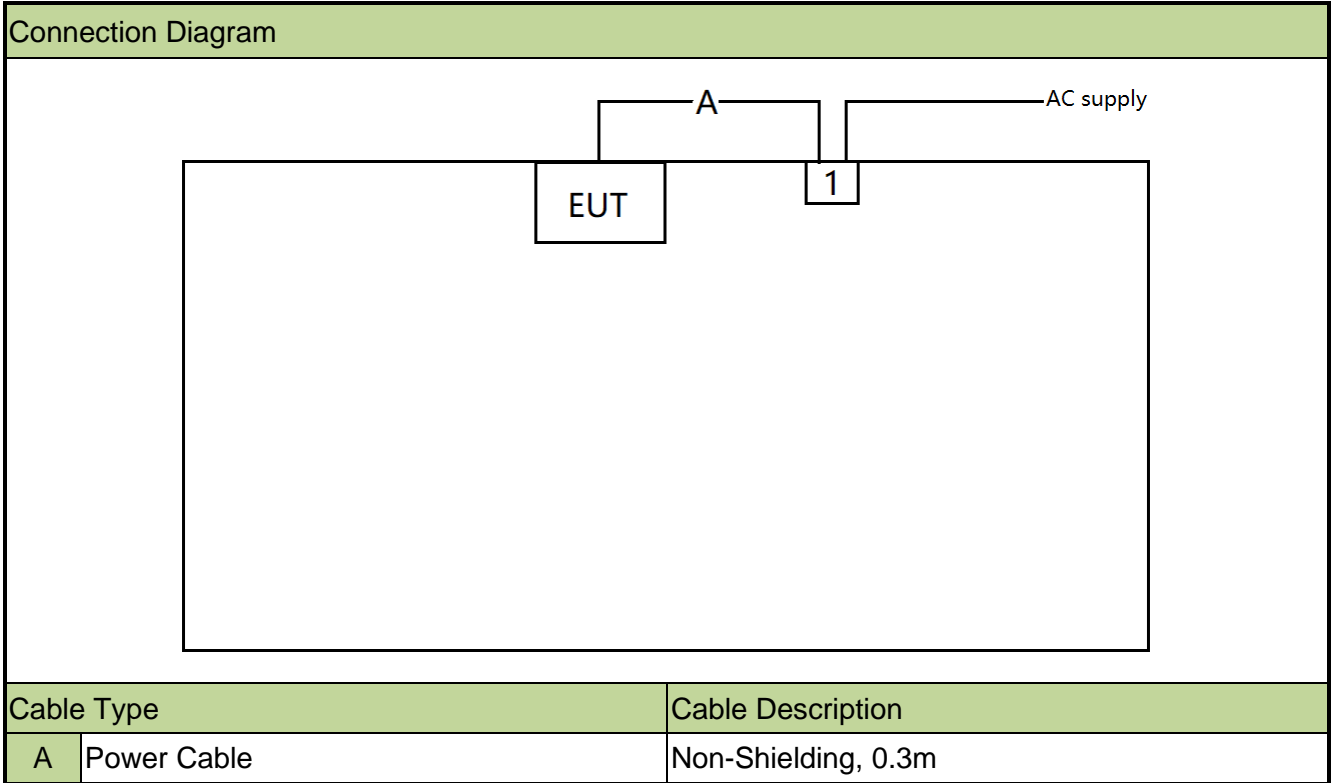 Connection Diagram
A
AC supply
EUT
1
Cable Type
Cable Description
A
Power Cable
Non-Shielding, 0.3m